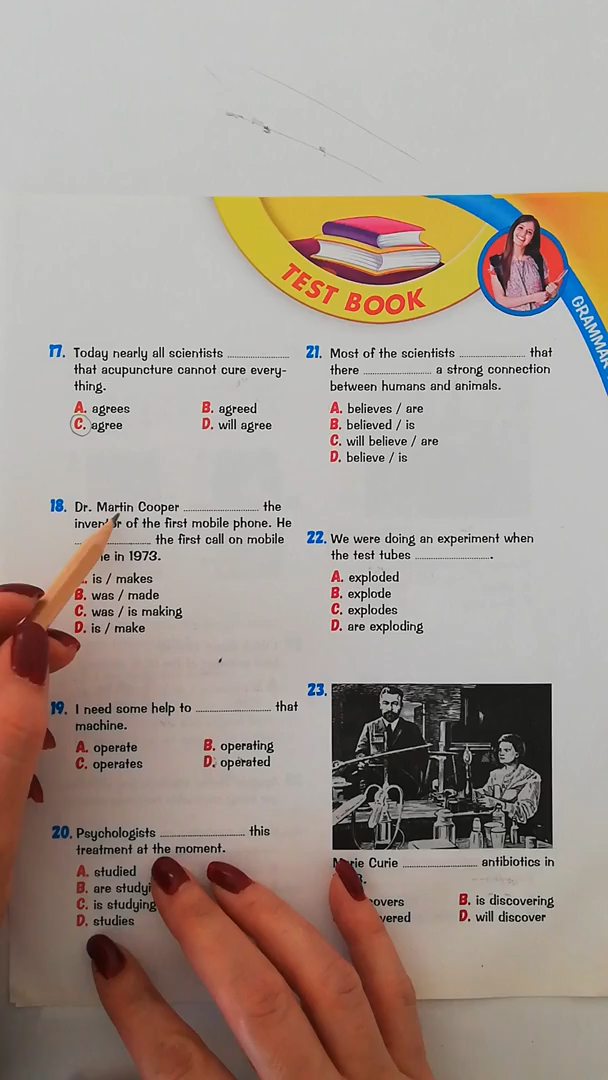 TEST BOOK
GRAMMAR
17. Today nearly all scientists ....................
that acupuncture cannot cure every-
thing.
A. agrees B. agreed
C. agree D. will agree
18. Dr. Martin Cooper ........................ the
of the first mobile phone. He
........................ the first call on mobile
in 1973.
is / makes
B. was / made
C. was / is making
D. is / make
19. I need some help to ........................ that
machine.
A. operate B. operating
C. operates D. operated
20. Psychologists ........................ this
treatment at the moment.
A. studied
B. are
C. is studying
D. studies
21. Most of the scientists ...................... that
there ...................... a strong connection
between humans and animals.
A. believes / are
B. believed / is
C. will believe / are
D. believe / is
22. We were doing an experiment when
the test tubes ........................ .
A. exploded
B. explode
C. explodes
D. are exploding
23.
Curie ........................ antibiotics in
B. is discovering
D. will discover